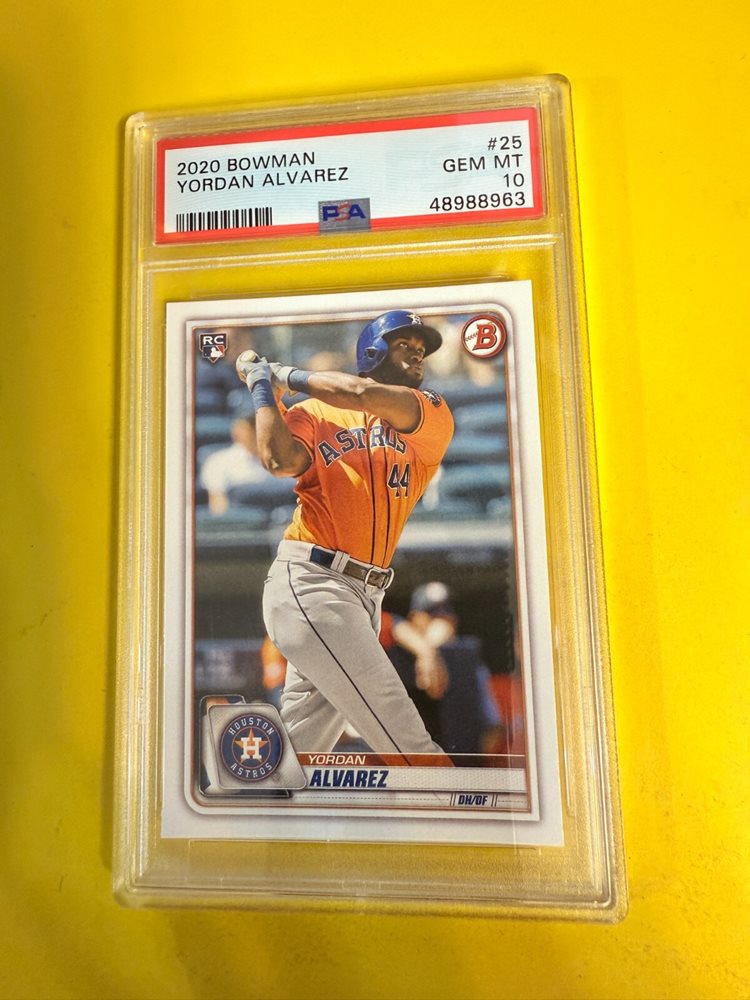 2020 BOWMAN #25
YORDAN ALVAREZ GEM MT
10
PSA 48988963
RC
B
ASTROS
44
HOUSTON
H
ASTROS
YORDAN
ALVAREZ
DH/OF